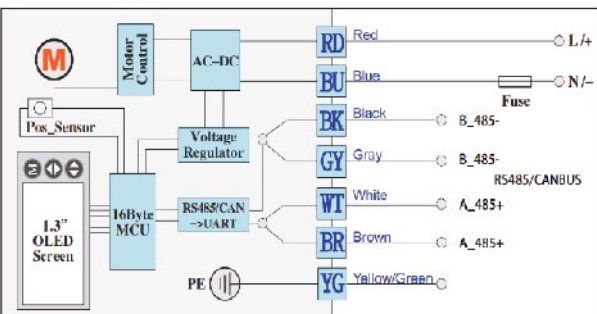 RD Red L/+
M
Motor Control
AC-DC
BU Blue N/-
Fuse
BK Black B_485-
Pos_Sensor
Voltage Regulator
GY Gray B_485-
RS485/CANBUS
M
1.3" OLED Screen
16Byte MCU
RS485/CAN ->UART
WT White A_485+
BR Brown A_485+
PE
YG Yellow/Green